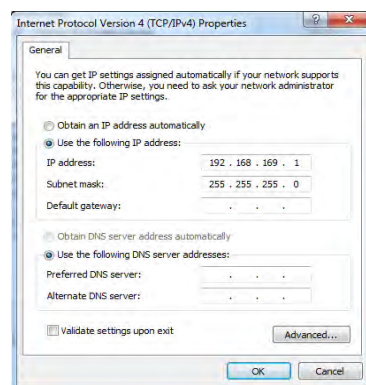 Internet Protocol Version 4 (TCP/IPv4) Properties
General
You can get IP settings assigned automatically if your network supports
this capability. Otherwise, you need to ask your network administrator
for the appropriate IP settings.
Obtain an IP address automatically
Use the following IP address:
IP address: 192 . 168 . 169 . 1
Subnet mask: 255 . 255 . 255 . 0
Default gateway: . . .
Obtain DNS server address automatically
Use the following DNS server addresses:
Preferred DNS server: . . .
Alternate DNS server: . . .
Validate settings upon exit
Advanced...
OK Cancel